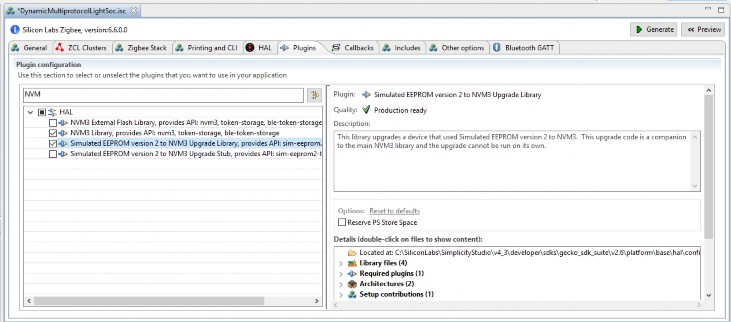 *DynamicMultiprotocolLightSoc.isc
Silicon Labs Zigbee, version:6.6.0.0
Generate
Preview
General
ZCL Clusters
Zigbee Stack
Printing and CLI
HAL
Plugins
Callbacks
Includes
Other options
Bluetooth GATT
Plugin configuration
Use this section to select or unselect the plugins that you want to use in your application
NVM
HAL
NVM3 External Flash Library, provides API: nvm3, token-storage, ble-token-storage
NVM3 Library, provides API: nvm3, token-storage, ble-token-storage
Simulated EEPROM version 2 to NVM3 Upgrade Library, provides API: sim-eeprom2
Simulated EEPROM version 2 to NVM3 Upgrade Stub, provides API: sim-eeprom2-t
Plugin: Simulated EEPROM version 2 to NVM3 Upgrade Library
Quality: Production ready
Description:
This library upgrades a device that used Simulated EEPROM version 2 to NVM3. This upgrade code is a companion
to the main NVM3 library and the upgrade cannot be run on its own.
Options: Reset to defaults
Reserve PS Store Space
Details (double-click on files to show content):
Located at: C:\SiliconLabs\SimplicityStudio\v4_3\developer\sdks\gecko_sdk_suite\v2.6\platform\base\hal\confi
Library files (4)
Required plugins (1)
Architectures (2)
Setup contributions (1)